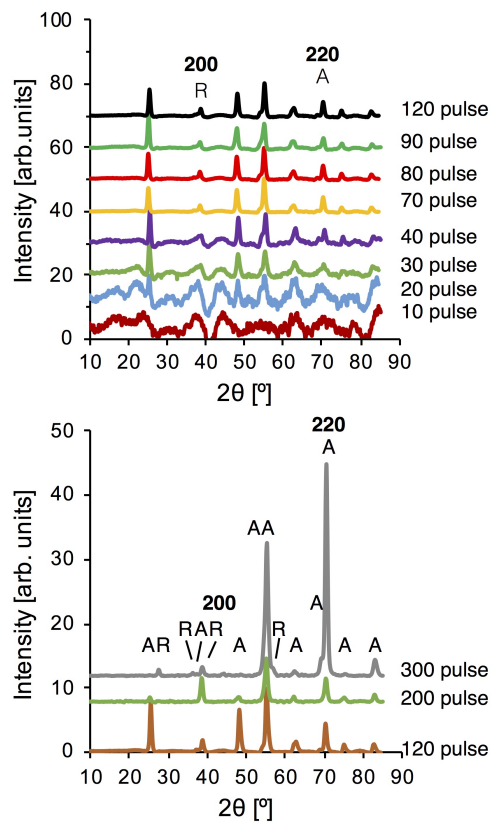 100
80
60
40
20
0
Intensity [arb.units]
200
R
220
A
120 pulse
90 pulse
80 pulse
70 pulse
40 pulse
30 pulse
20 pulse
10 pulse
10 20 30 40 50 60 70 80 90
2θ [º]
50
40
30
20
10
0
Intensity [arb. units]
220
A
AA
A
200
RAR
R
AR
A
A
A
A
300 pulse
200 pulse
120 pulse
10 20 30 40 50 60 70 80 90
2θ [º]